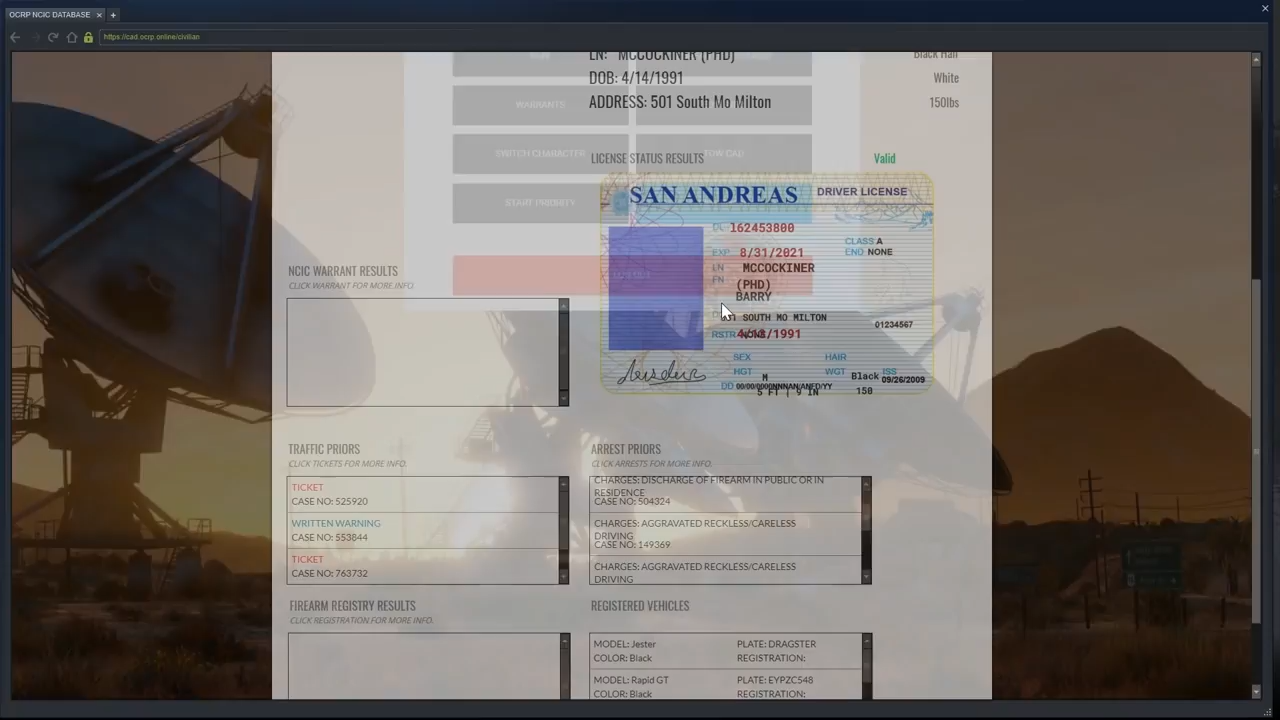 OCRP NCIC DATABASE
https://cad.ocrp.online/civilian
LN: MCCOCKINER (PHD)
Black Hair
DOB: 4/14/1991
White
ADDRESS: 501 South Mo Milton
150lbs
WARRANTS
SWITCH CHARACTER
TOW CAD
START PRIORITY
LICENSE STATUS RESULTS
Valid
SAN ANDREAS
DRIVER LICENSE
DL 162453800
EXP 8/31/2021
CLASS A
END NONE
LN MCCOCKINER
FN (PHD)
BARRY
SOUTH MO MILTON
01234567
RSTR NONE
/1991
SEX
HAIR
HGT M
WGT Black
ISS 09/26/2009
DD
5 FT | 9 IN
150
NCIC WARRANT RESULTS
CLICK WARRANT FOR MORE INFO.
TRAFFIC PRIORS
CLICK TICKETS FOR MORE INFO.
TICKET
CASE NO: 525920
WRITTEN WARNING
CASE NO: 553844
TICKET
CASE NO: 763732
ARREST PRIORS
CLICK ARRESTS FOR MORE INFO.
CHARGES: DISCHARGE OF FIREARM IN PUBLIC OR IN
RESIDENCE
CASE NO: 504324
CHARGES: AGGRAVATED RECKLESS/CARELESS
DRIVING
CASE NO: 149369
CHARGES: AGGRAVATED RECKLESS/CARELESS
DRIVING
FIREARM REGISTRY RESULTS
CLICK REGISTRATION FOR MORE INFO.
REGISTERED VEHICLES
MODEL: Jester
PLATE: DRAGSTER
COLOR: Black
REGISTRATION:
MODEL: Rapid GT
PLATE: EYPZC548
COLOR: Black
REGISTRATION: